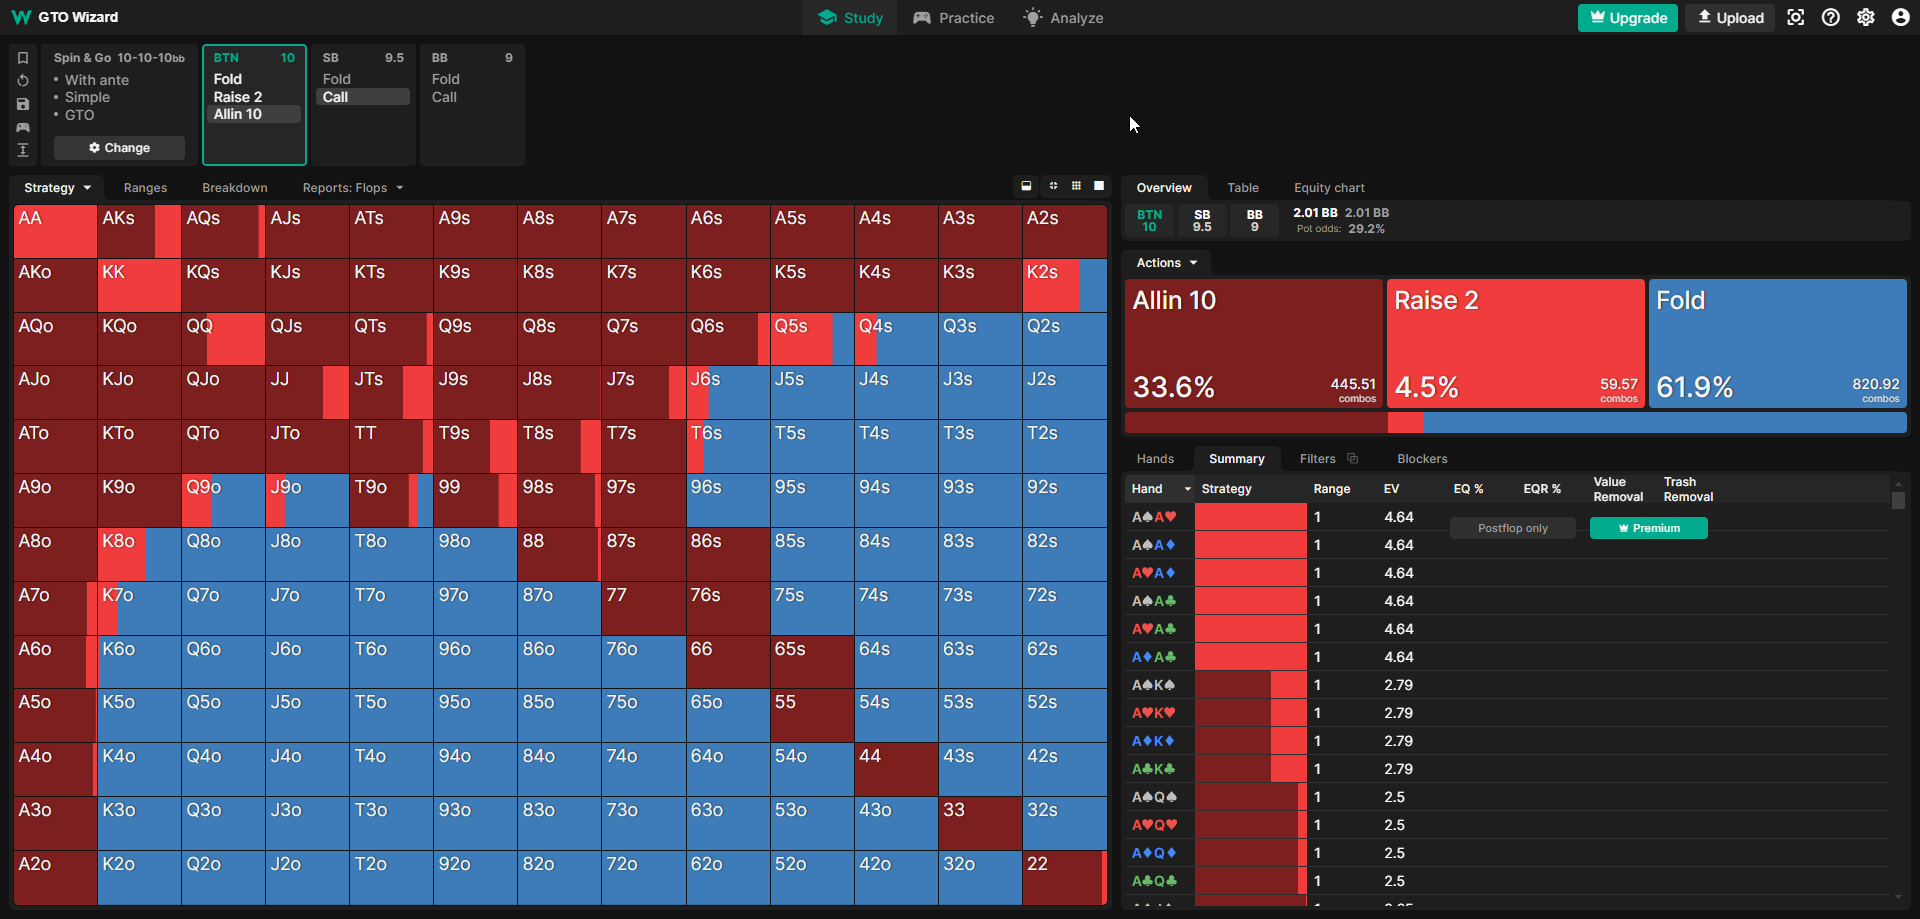 GTO Wizard
Study
Practice
Analyze
Upgrade
Upload
Spin & Go 10-10-10bb
• With ante
• Simple
• GTO
Change
BTN 10
Fold
Raise 2
Allin 10
SB 9.5
Fold
Call
BB 9
Fold
Call
Strategy
Ranges
Breakdown
Reports: Flops
AA AKs AQs AJs ATs A9s A8s A7s A6s A5s A4s A3s A2s
AKo KK KQs KJs KTs K9s K8s K7s K6s K5s K4s K3s K2s
AQo KQo QQ QJs QTs Q9s Q8s Q7s Q6s Q5s Q4s Q3s Q2s
AJo KJo QJo JJ JTs J9s J8s J7s J6s J5s J4s J3s J2s
ATo KTo QTo JTo TT T9s T8s T7s T6s T5s T4s T3s T2s
A9o K9o Q9o J9o T9o 99 98s 97s 96s 95s 94s 93s 92s
A8o K8o Q8o J8o T8o 98o 88 87s 86s 85s 84s 83s 82s
A7o K7o Q7o J7o T7o 97o 87o 77 76s 75s 74s 73s 72s
A6o K6o Q6o J6o T6o 96o 86o 76o 66 65s 64s 63s 62s
A5o K5o Q5o J5o T5o 95o 85o 75o 65o 55 54s 53s 52s
A4o K4o Q4o J4o T4o 94o 84o 74o 64o 54o 44 43s 42s
A3o K3o Q3o J3o T3o 93o 83o 73o 63o 53o 43o 33 32s
A2o K2o Q2o J2o T2o 92o 82o 72o 62o 52o 42o 32o 22
Overview
Table
Equity chart
BTN 10
SB 9.5
BB 9
2.01 BB 2.01 BB
Pot odds: 29.2%
Actions
Allin 10
33.6%
445.51 combos
Raise 2
4.5%
59.57 combos
Fold
61.9%
820.92 combos
Hands
Summary
Filters
Blockers
Hand Strategy Range EV EQ % EQR % Value Removal Trash Removal
Postflop only
Premium
A♠A♥ 1 4.64
A♠A♦ 1 4.64
A♥A♦ 1 4.64
A♠A♣ 1 4.64
A♥A♣ 1 4.64
A♦A♣ 1 4.64
A♠K♠ 1 2.79
A♥K♥ 1 2.79
A♦K♦ 1 2.79
A♣K♣ 1 2.79
A♠Q♠ 1 2.5
A♥Q♥ 1 2.5
A♦Q♦ 1 2.5
A♣Q♣ 1 2.5